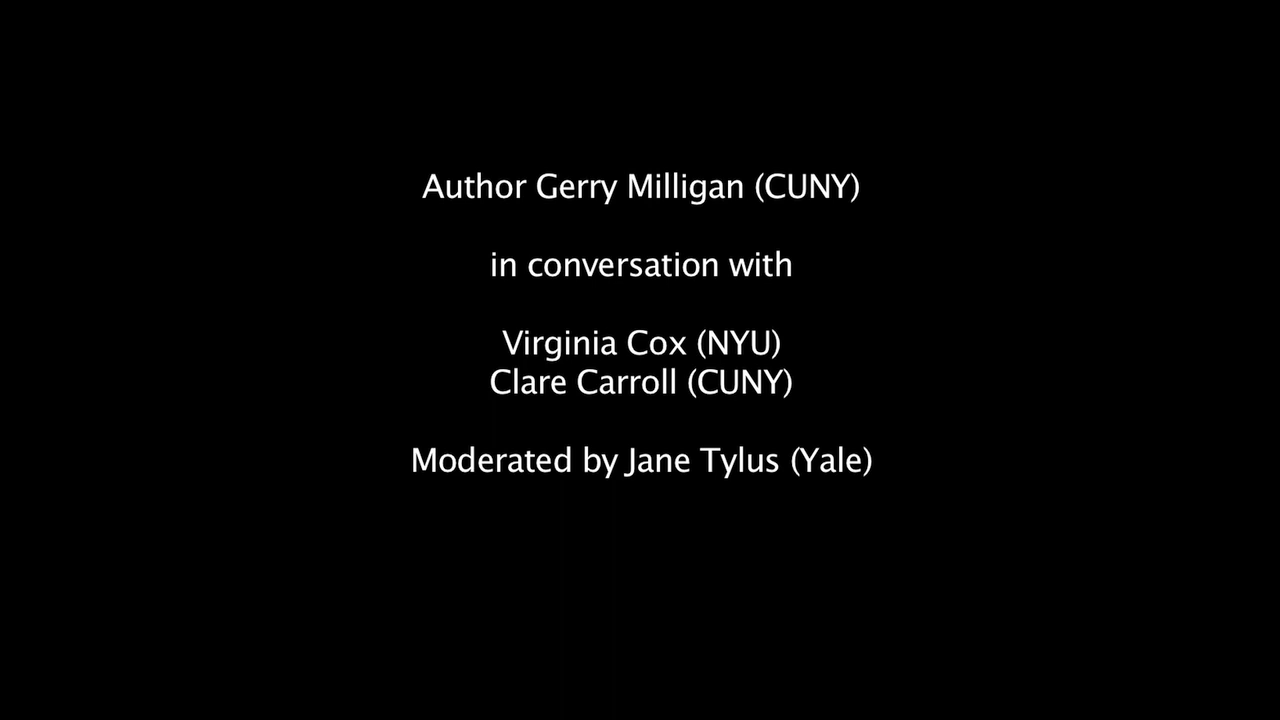 Author Gerry Milligan (CUNY)
in conversation with
Virginia Cox (NYU)
Clare Carroll (CUNY)
Moderated by Jane Tylus (Yale)